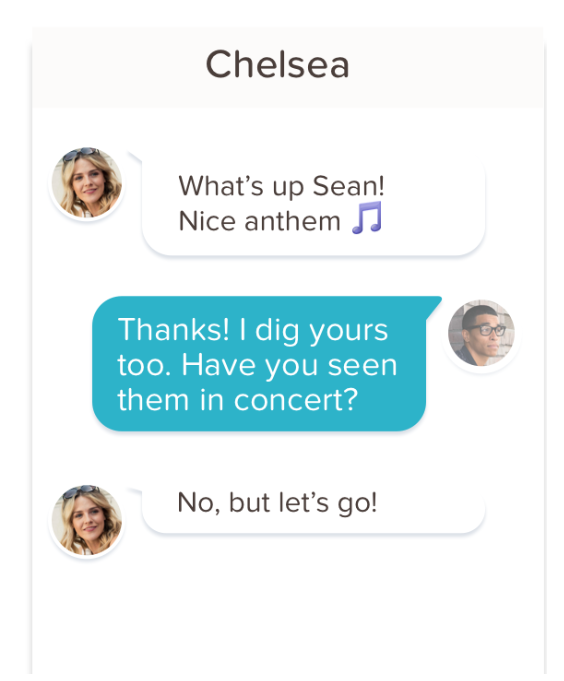 Chelsea
What’s up Sean!
Nice anthem 🎵
Thanks! I dig yours
too. Have you seen
them in concert?
No, but let’s go!